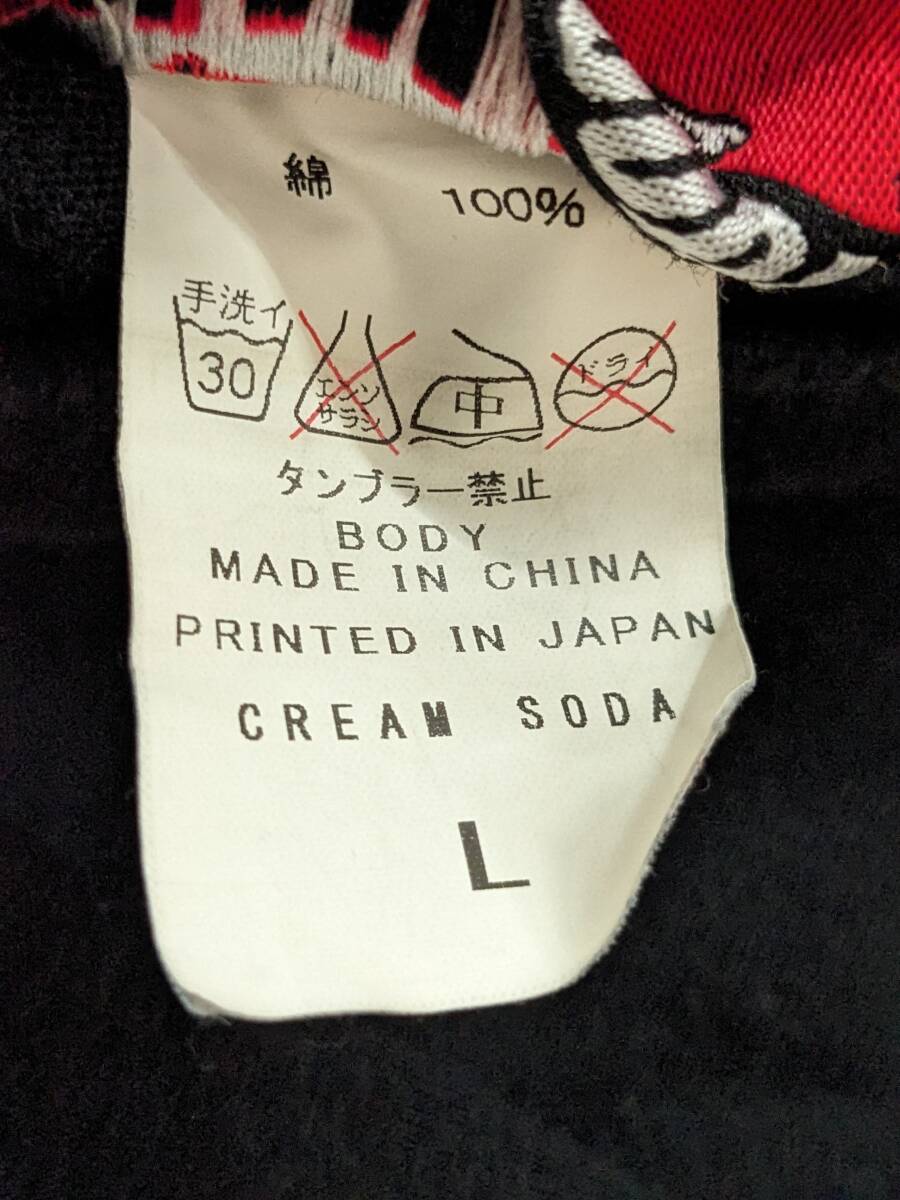 綿 100%
手洗イ
30
エンソ
サラシ
中
ドライ
タンブラー禁止
BODY
MADE IN CHINA
PRINTED IN JAPAN
CREAM SODA
L